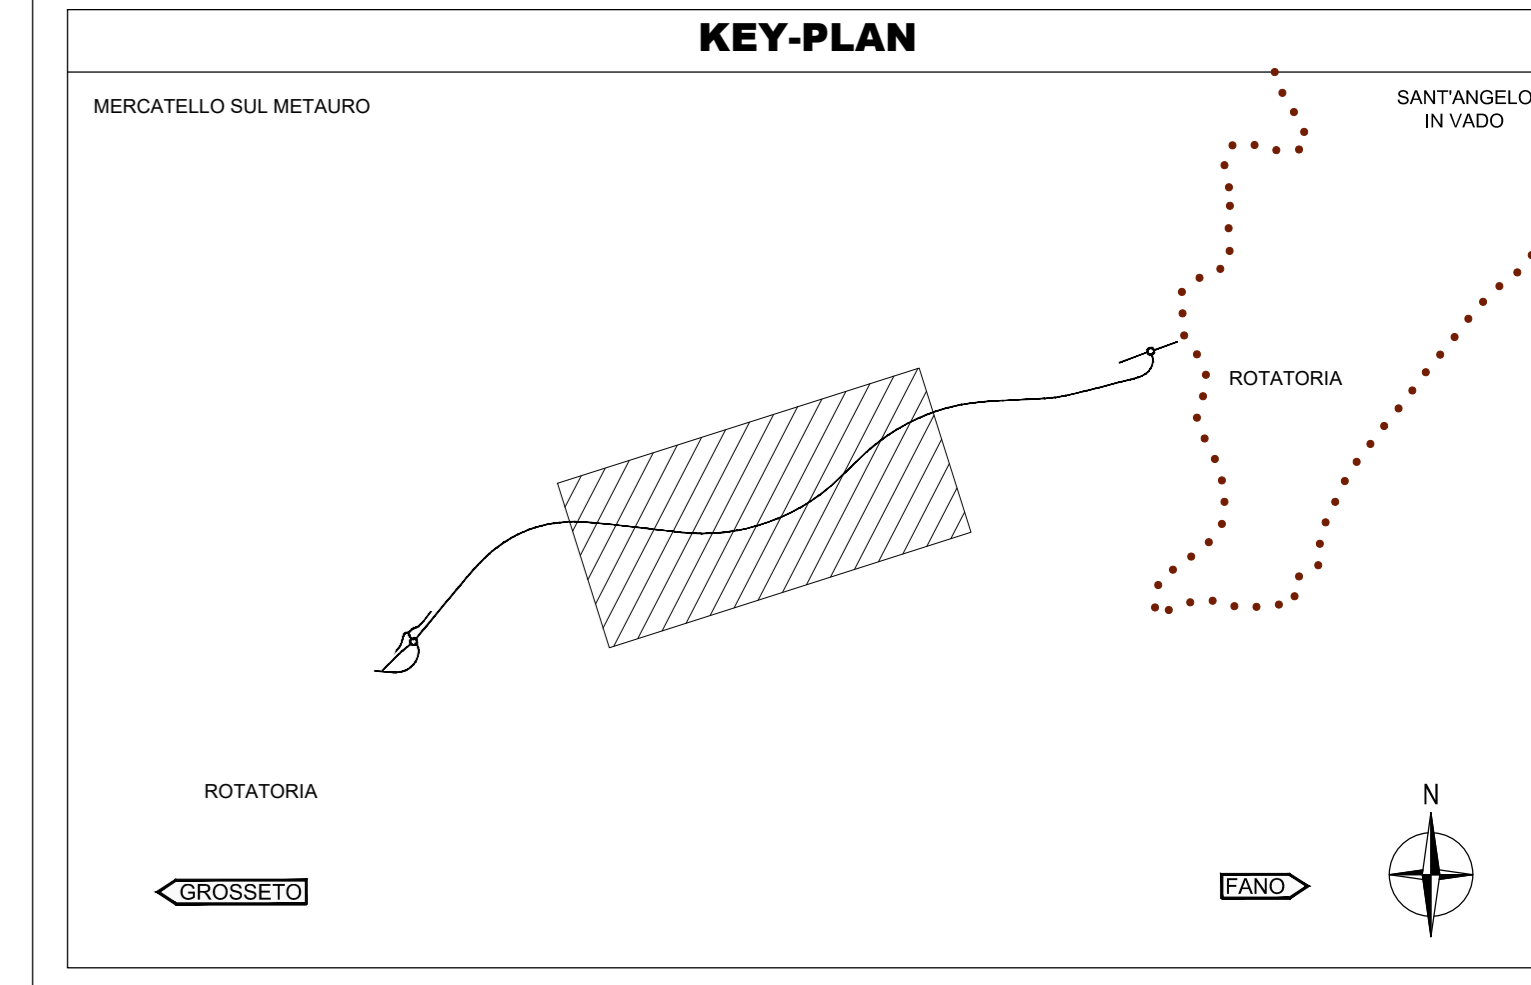 KEY-PLAN
MERCATELLO SUL METAURO
SANT'ANGELO
IN VADO
ROTATORIA
ROTATORIA
N
GROSSETO
FANO